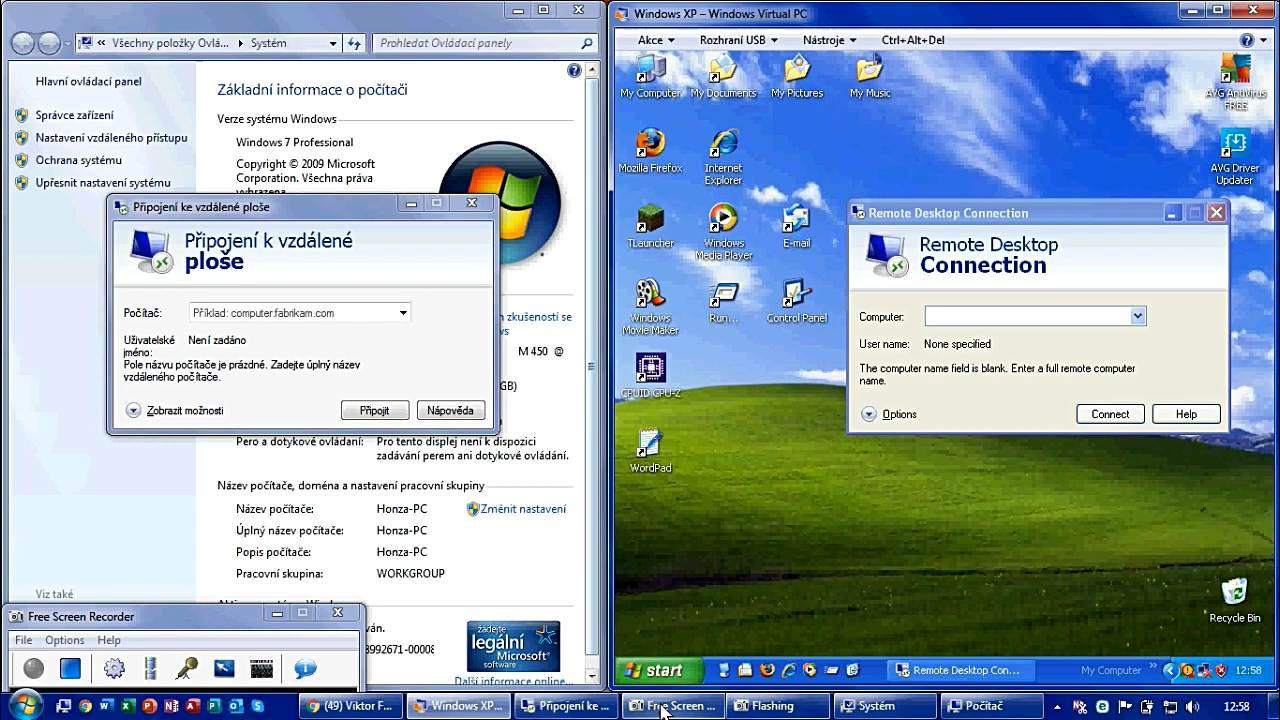 Všechny položky Ovlá...
Systém
Prohledat Ovládací panely
Hlavní ovládací panel
Správce zařízení
Nastavení vzdáleného přístupu
Ochrana systému
Upřesnit nastavení systému
Viz také
Základní informace o počítači
Verze systému Windows
Windows 7 Professional
Copyright © 2009 Microsoft
Corporation. Všechna práva
vyhrazena.
Připojení ke vzdálené ploše
Připojení k vzdálené
ploše
Počítač:
Příklad: computer.fabrikam.com
Uživatelské
jméno:
Není zadáno
Pole názvu počítače je prázdné. Zadejte úplný název
vzdáleného počítače.
Zobrazit možnosti
Připojit
Nápověda
zkušeností se
M 450 @
GB)
Pero a dotykové ovládání:
Pro tento displej není k dispozici
zadávání perem ani dotykové ovládání.
Název počítače, doména a nastavení pracovní skupiny
Název počítače:
Honza-PC
Změnit nastavení
Úplný název počítače:
Honza-PC
Popis počítače:
Honza-PC
Pracovní skupina:
WORKGROUP
žádejte
legální
Microsoft
software
Další informace online...
Free Screen Recorder
File
Options
Help
Windows XP – Windows Virtual PC
Akce
Rozhraní USB
Nástroje
Ctrl+Alt+Del
My Computer
My Documents
My Pictures
My Music
AVG AntiVirus
FREE
Mozilla Firefox
Internet
Explorer
AVG Driver
Updater
TLauncher
Windows
Media Player
E-mail
Windows
Movie Maker
Run...
Control Panel
CPUID CPU-Z
WordPad
Recycle Bin
Remote Desktop Connection
Remote Desktop
Connection
Computer:
User name:
None specified
The computer name field is blank. Enter a full remote computer
name.
Options
Connect
Help
start
Remote Desktop Con...
My Computer
12:58
(49) Viktor F...
Windows XP...
Připojení ke ...
Free Screen ...
Flashing
Systém
Počítač
12:58